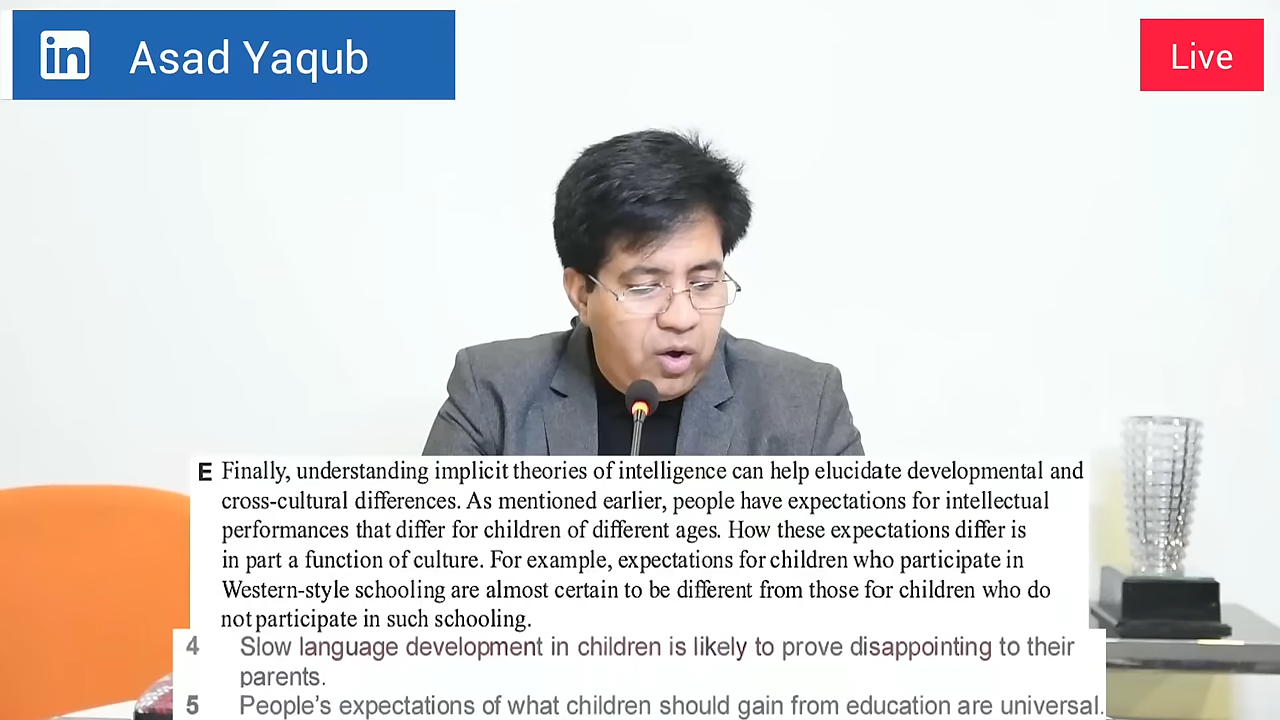 in Asad Yaqub
Live
E Finally, understanding implicit theories of intelligence can help elucidate developmental and
cross-cultural differences. As mentioned earlier, people have expectations for intellectual
performances that differ for children of different ages. How these expectations differ is
in part a function of culture. For example, expectations for children who participate in
Western-style schooling are almost certain to be different from those for children who do
not participate in such schooling.
4 Slow language development in children is likely to prove disappointing to their
parents.
5 People's expectations of what children should gain from education are universal.